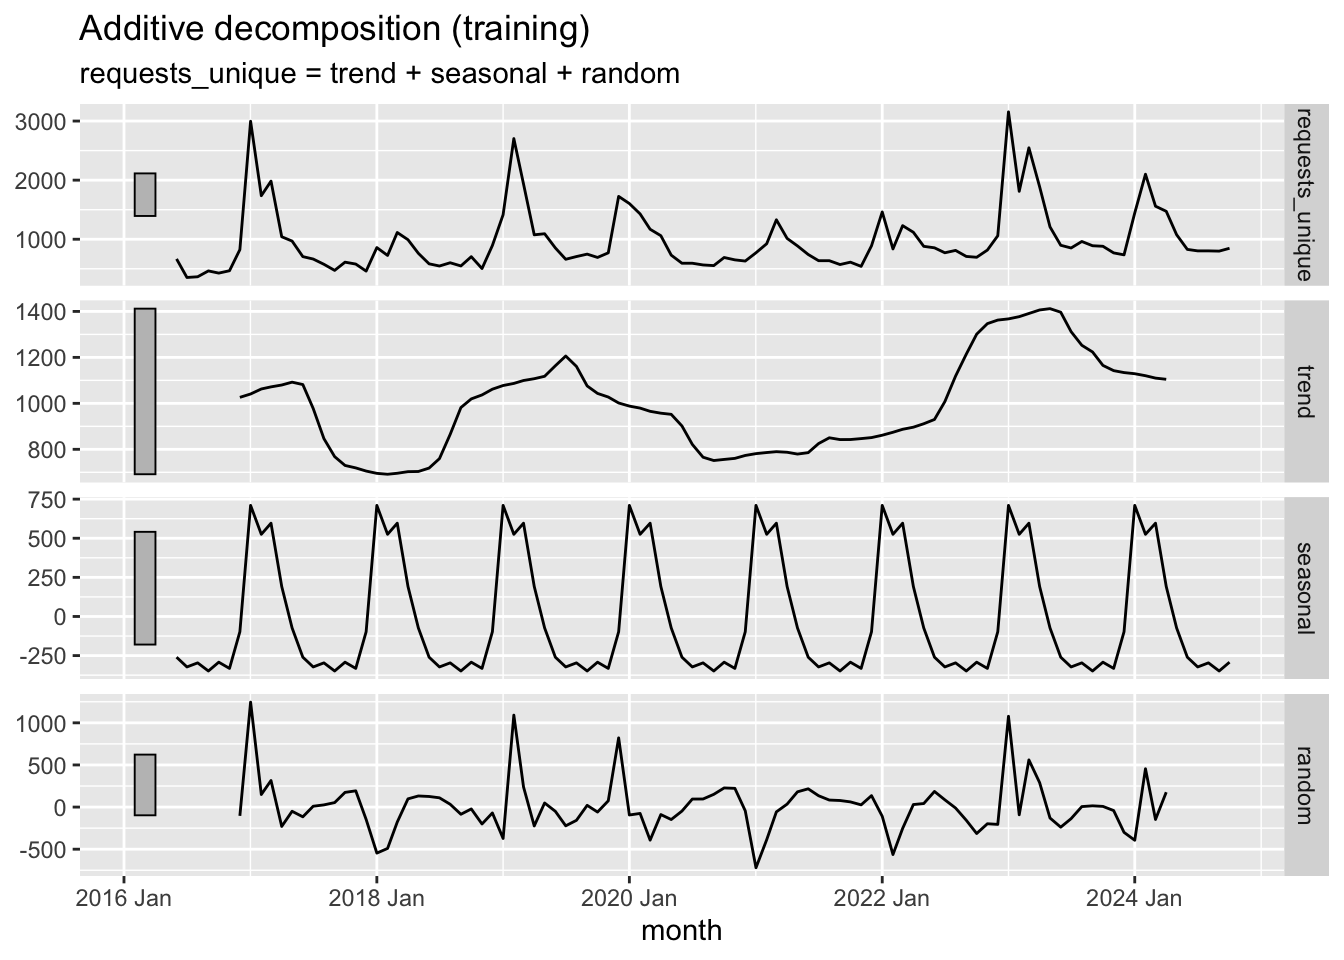 Additive decomposition (training)
requests_unique = trend + seasonal + random
3000
2000
1000
requests_unique
1400
1200
1000
800
trend
750
500
250
0
-250
seasonal
1000
500
0
-500
random
2016 Jan
2018 Jan
2020 Jan
2022 Jan
2024 Jan
month